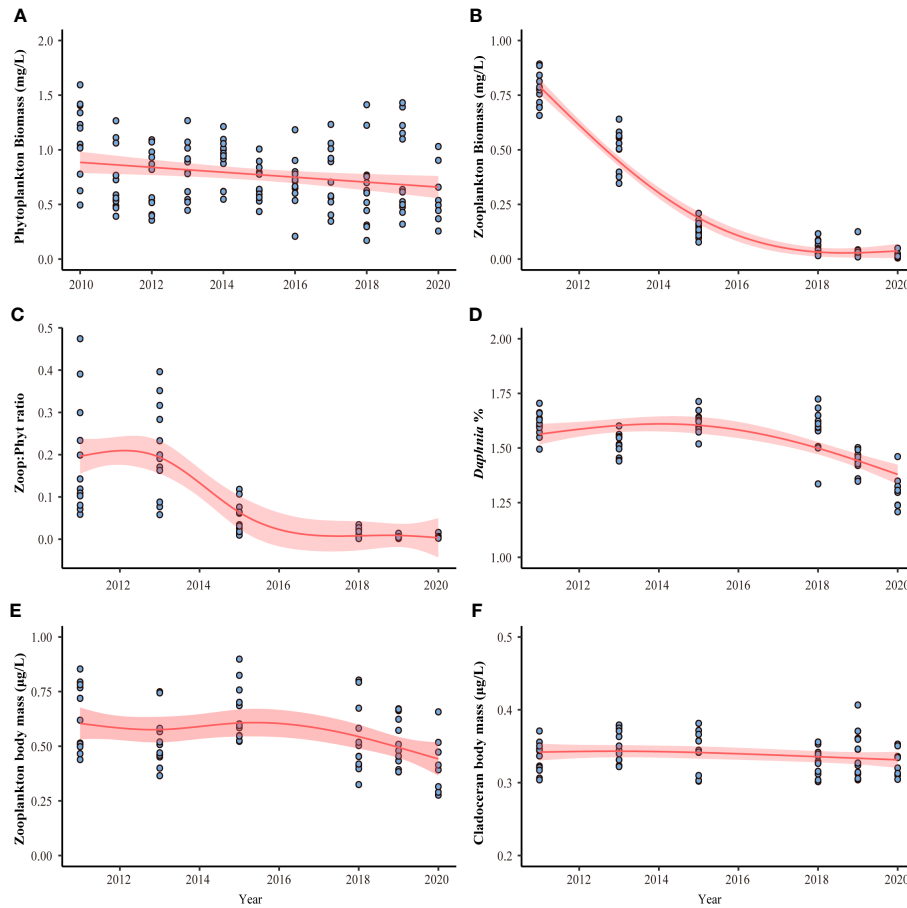 A
Phytoplankton Biomass (mg/L)
2.0
1.5
1.0
0.5
0.0
2010 2012 2014 2016 2018 2020
B
Zooplankton Biomass (mg/L)
1.00
0.75
0.50
0.25
0.00
2012 2014 2016 2018 2020
C
Zoop:Phyt ratio
0.5
0.4
0.3
0.2
0.1
0.0
2012 2014 2016 2018 2020
D
Daphnia %
2.00
1.75
1.50
1.25
1.00
2012 2014 2016 2018 2020
E
Zooplankton body mass (µg/L)
1.00
0.75
0.50
0.25
0.00
2012 2014 2016 2018 2020
Year
F
Cladoceran body mass (µg/L)
0.5
0.4
0.3
0.2
2012 2014 2016 2018 2020
Year